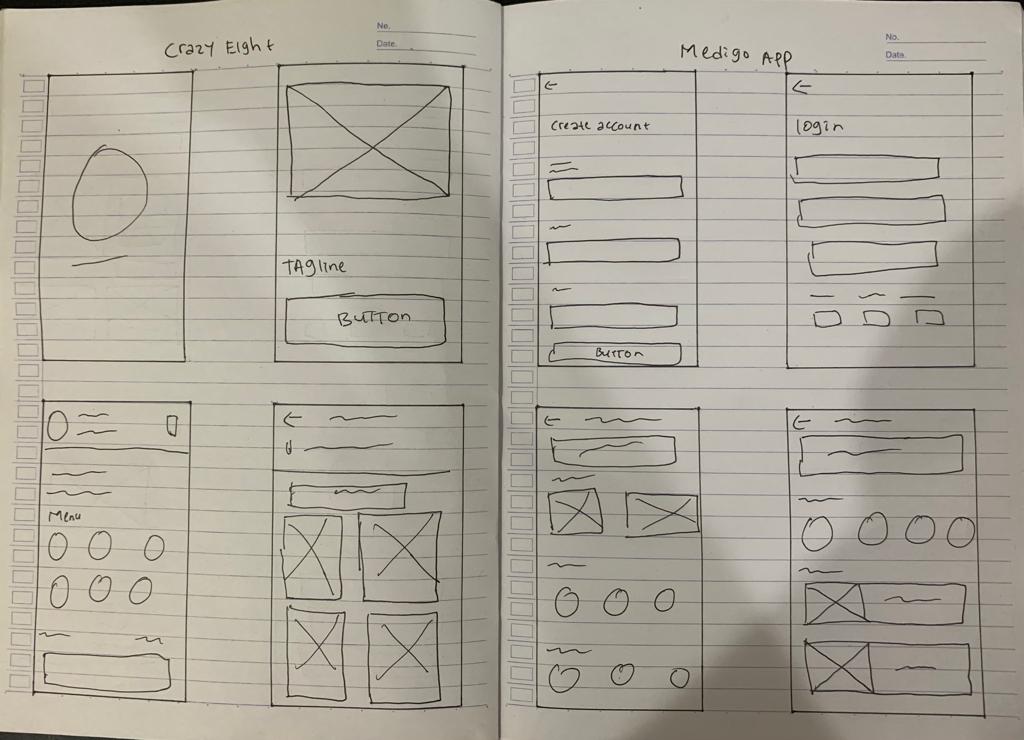 Crazy Eight
No.
Date.
TAgline
BUTTON
Menu
Medigo App
No.
Date.
Create account
Button
login